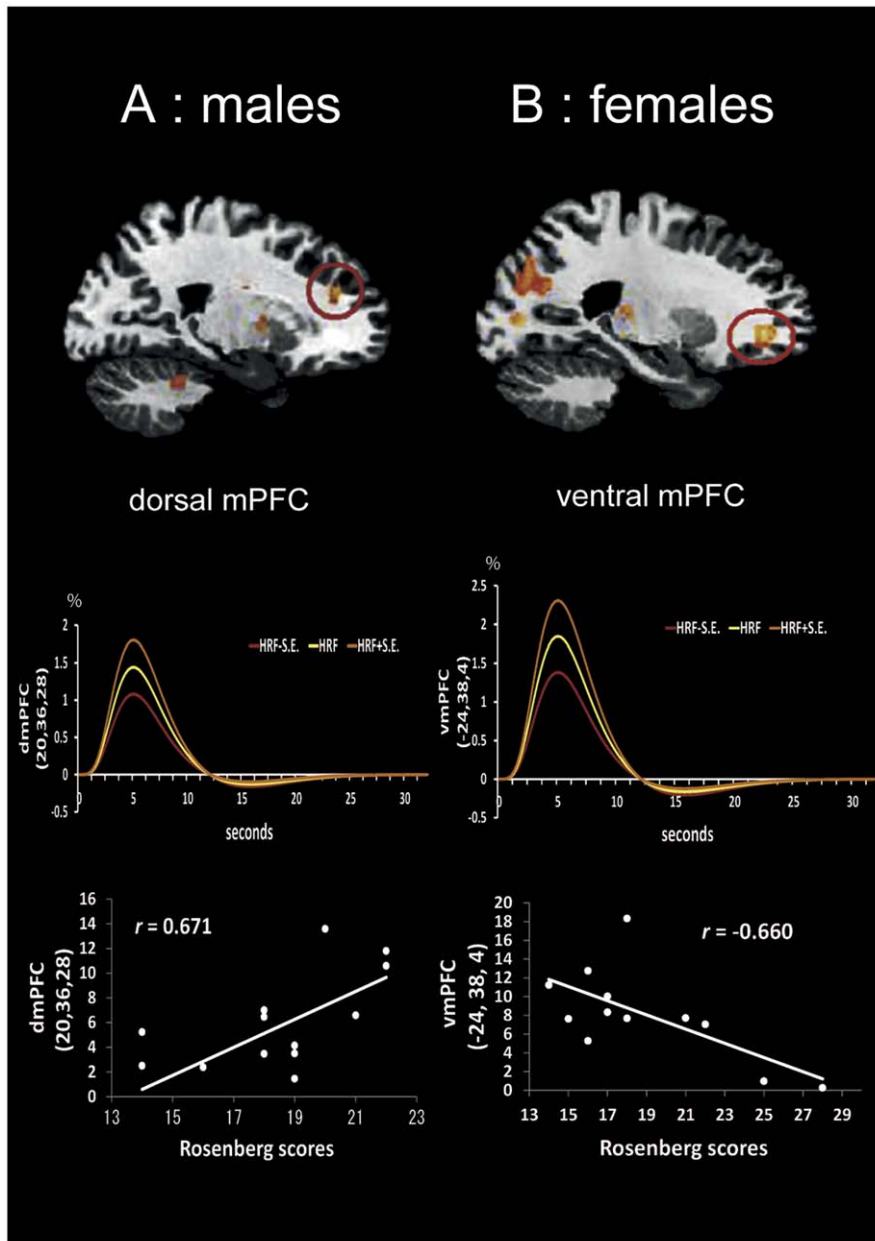 A : males
B : females
dorsal mPFC
ventral mPFC
%
dmPFC
(20,36,28)
2
1.5
1
0.5
0
-0.5
HRF-S.E. HRF HRF+S.E.
0 5 10 15 20 25 30
seconds
%
vmPFC
(-24,38,4)
2.5
2
1.5
1
0.5
0
-0.5
HRF-S.E. HRF HRF+S.E.
0 5 10 15 20 25 30
seconds
dmPFC
(20,36,28)
16
14
12
10
8
6
4
2
0
r = 0.671
13 15 17 19 21 23
Rosenberg scores
vmPFC
(-24, 38, 4)
20
18
16
14
12
10
8
6
4
2
0
r = -0.660
13 15 17 19 21 23 25 27 29
Rosenberg scores